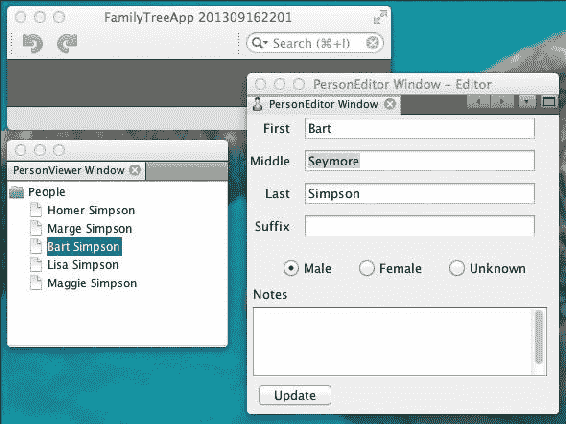 FamilyTreeApp 201309162201
Search (⌘+I)
PersonEditor Window - Editor
PersonEditor Window
First Bart
Middle Seymore
Last Simpson
Suffix
Male Female Unknown
Notes
Update
PersonViewer Window
People
Homer Simpson
Marge Simpson
Bart Simpson
Lisa Simpson
Maggie Simpson